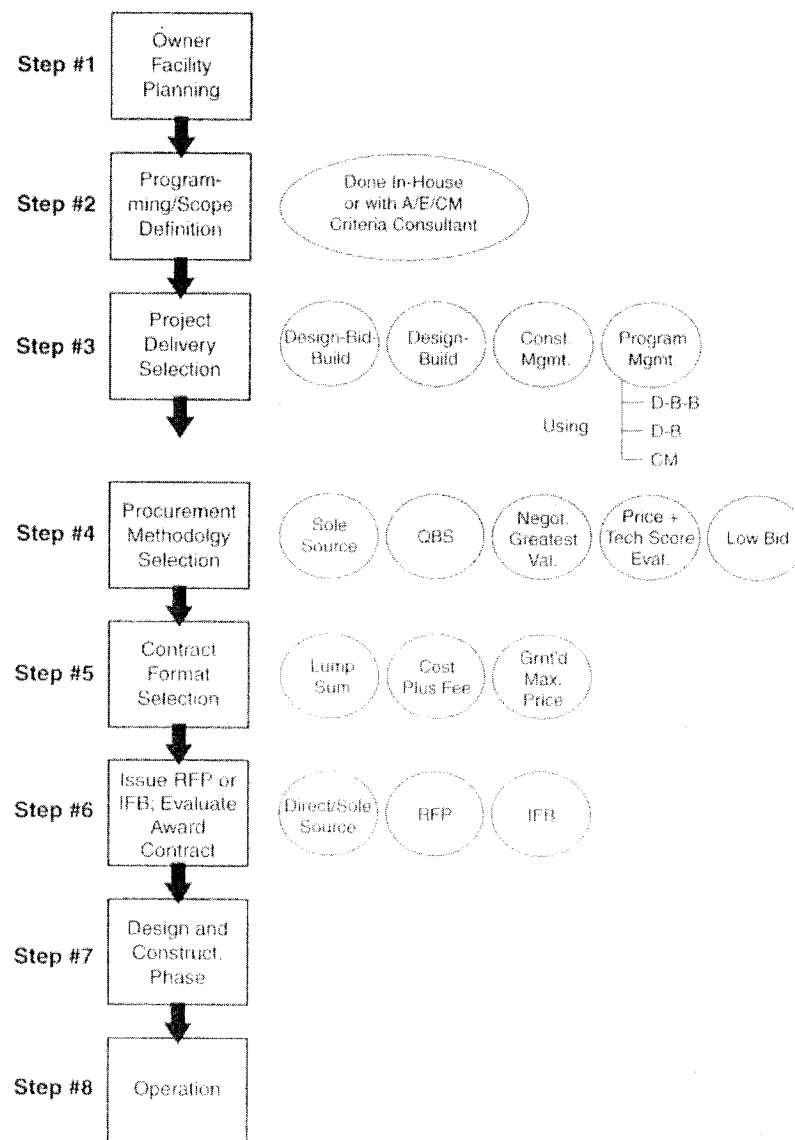 Step #1
Owner
Facility
Planning
Step #2
Program-
ming/Scope
Definition
Done In-House
or with A/E/CM
Criteria Consultant
Step #3
Project
Delivery
Selection
Design-Bid-
Build
Design-
Build
Const.
Mgmt.
Program
Mgmt.
Using
D-B-B
D-B
CM
Step #4
Procurement
Methodolgy
Selection
Sole
Source
QBS
Negot.
Greatest
Val.
Price +
Tech Score
Eval.
Low Bid
Step #5
Contract
Format
Selection
Lump
Sum
Cost
Plus Fee
Grnt'd
Max.
Price
Step #6
Issue RFP or
IFB; Evaluate
Award
Contract
Direct/Sole
Source
RFP
IFB
Step #7
Design and
Construct.
Phase
Step #8
Operation